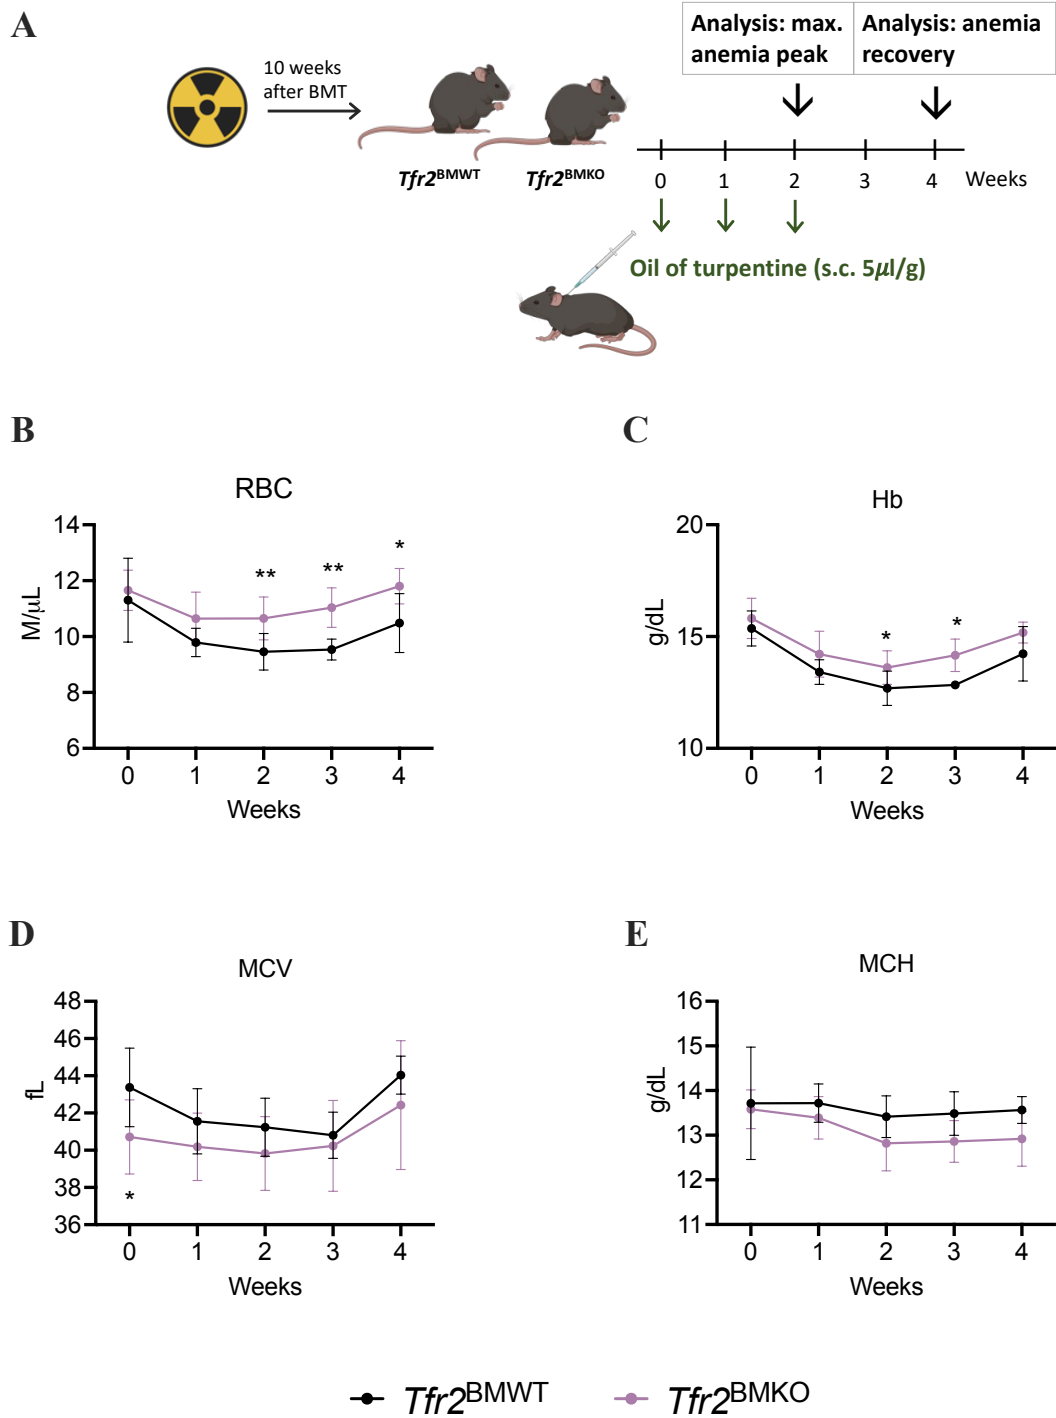 A
10 weeks
after BMT
Analysis: max.
anemia peak
Analysis: anemia
recovery
Tfr2BMWT
Tfr2BMKO
0 1 2 3 4 Weeks
Oil of turpentine (s.c. 5μl/g)
B
RBC
M/μL
14
12
10
8
6
** ** *
0 1 2 3 4
Weeks
C
Hb
g/dL
20
15
10
* *
0 1 2 3 4
Weeks
D
MCV
fL
48
46
44
42
40
38
36
*
0 1 2 3 4
Weeks
E
MCH
g/dL
16
15
14
13
12
11
0 1 2 3 4
Weeks
Tfr2BMWT Tfr2BMKO